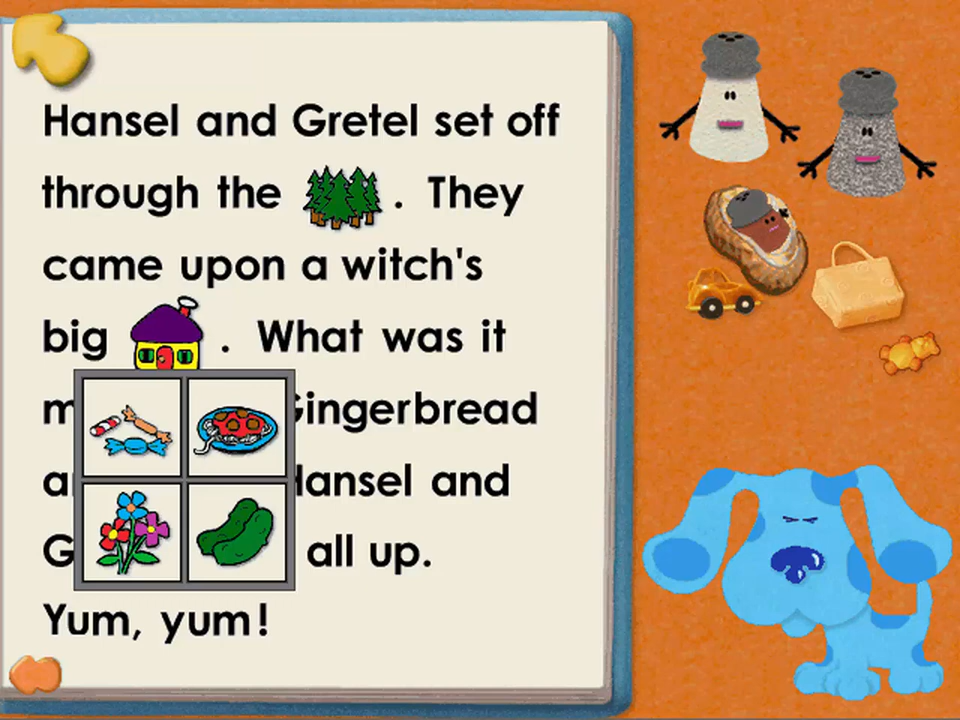 Hansel and Gretel set off
through the . They
came upon a witch's
big . What was it
Gingerbread
Hansel and
all up.
Yum, yum!